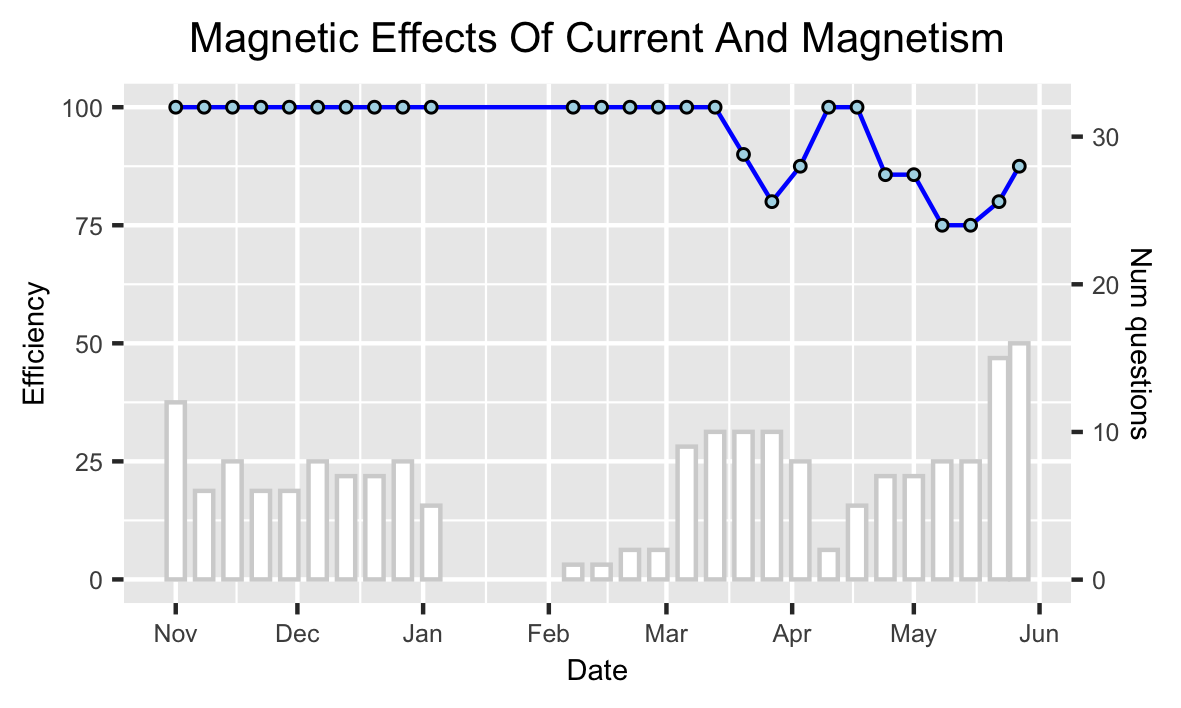 Magnetic Effects Of Current And Magnetism
100
75
50
25
0
Efficiency
30
20
10
0
Num questions
Nov Dec Jan Feb Mar Apr May Jun
Date